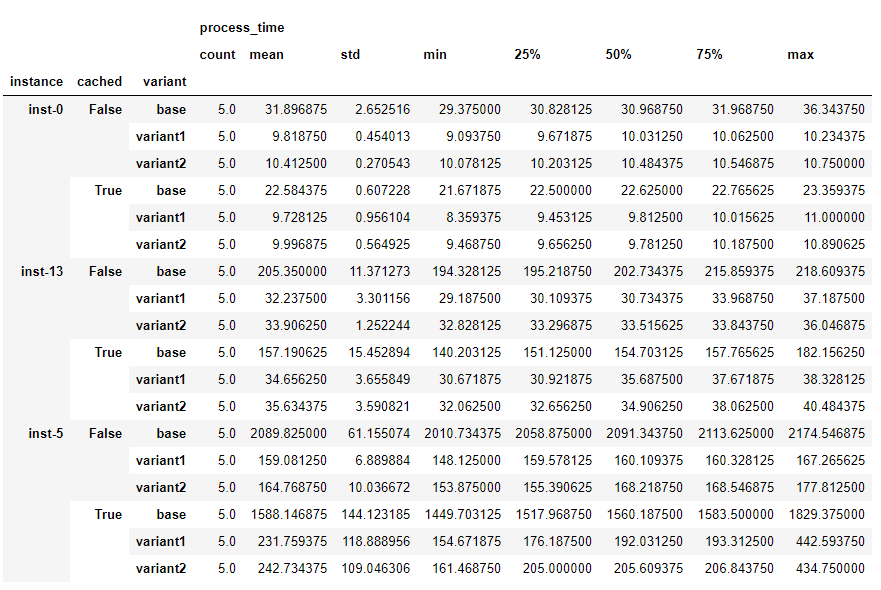 process_time
count mean std min 25% 50% 75% max
instance cached variant
inst-0 False base 5.0 31.896875 2.652516 29.375000 30.828125 30.968750 31.968750 36.343750
variant1 5.0 9.818750 0.454013 9.093750 9.671875 10.031250 10.062500 10.234375
variant2 5.0 10.412500 0.270543 10.078125 10.203125 10.484375 10.546875 10.750000
True base 5.0 22.584375 0.607228 21.671875 22.500000 22.625000 22.765625 23.359375
variant1 5.0 9.728125 0.956104 8.359375 9.453125 9.812500 10.015625 11.000000
variant2 5.0 9.996875 0.564925 9.468750 9.656250 9.781250 10.187500 10.890625
inst-13 False base 5.0 205.350000 11.371273 194.328125 195.218750 202.734375 215.859375 218.609375
variant1 5.0 32.237500 3.301156 29.187500 30.109375 30.734375 33.968750 37.187500
variant2 5.0 33.906250 1.252244 32.828125 33.296875 33.515625 33.843750 36.046875
True base 5.0 157.190625 15.452894 140.203125 151.125000 154.703125 157.765625 182.156250
variant1 5.0 34.656250 3.655849 30.671875 30.921875 35.687500 37.671875 38.328125
variant2 5.0 35.634375 3.590821 32.062500 32.656250 34.906250 38.062500 40.484375
inst-5 False base 5.0 2089.825000 61.155074 2010.734375 2058.875000 2091.343750 2113.625000 2174.546875
variant1 5.0 159.081250 6.889884 148.125000 159.578125 160.109375 160.328125 167.265625
variant2 5.0 164.768750 10.036672 153.875000 155.390625 168.218750 168.546875 177.812500
True base 5.0 1588.146875 144.123185 1449.703125 1517.968750 1560.187500 1583.500000 1829.375000
variant1 5.0 231.759375 118.888956 154.671875 176.187500 192.031250 193.312500 442.593750
variant2 5.0 242.734375 109.046306 161.468750 205.000000 205.609375 206.843750 434.750000